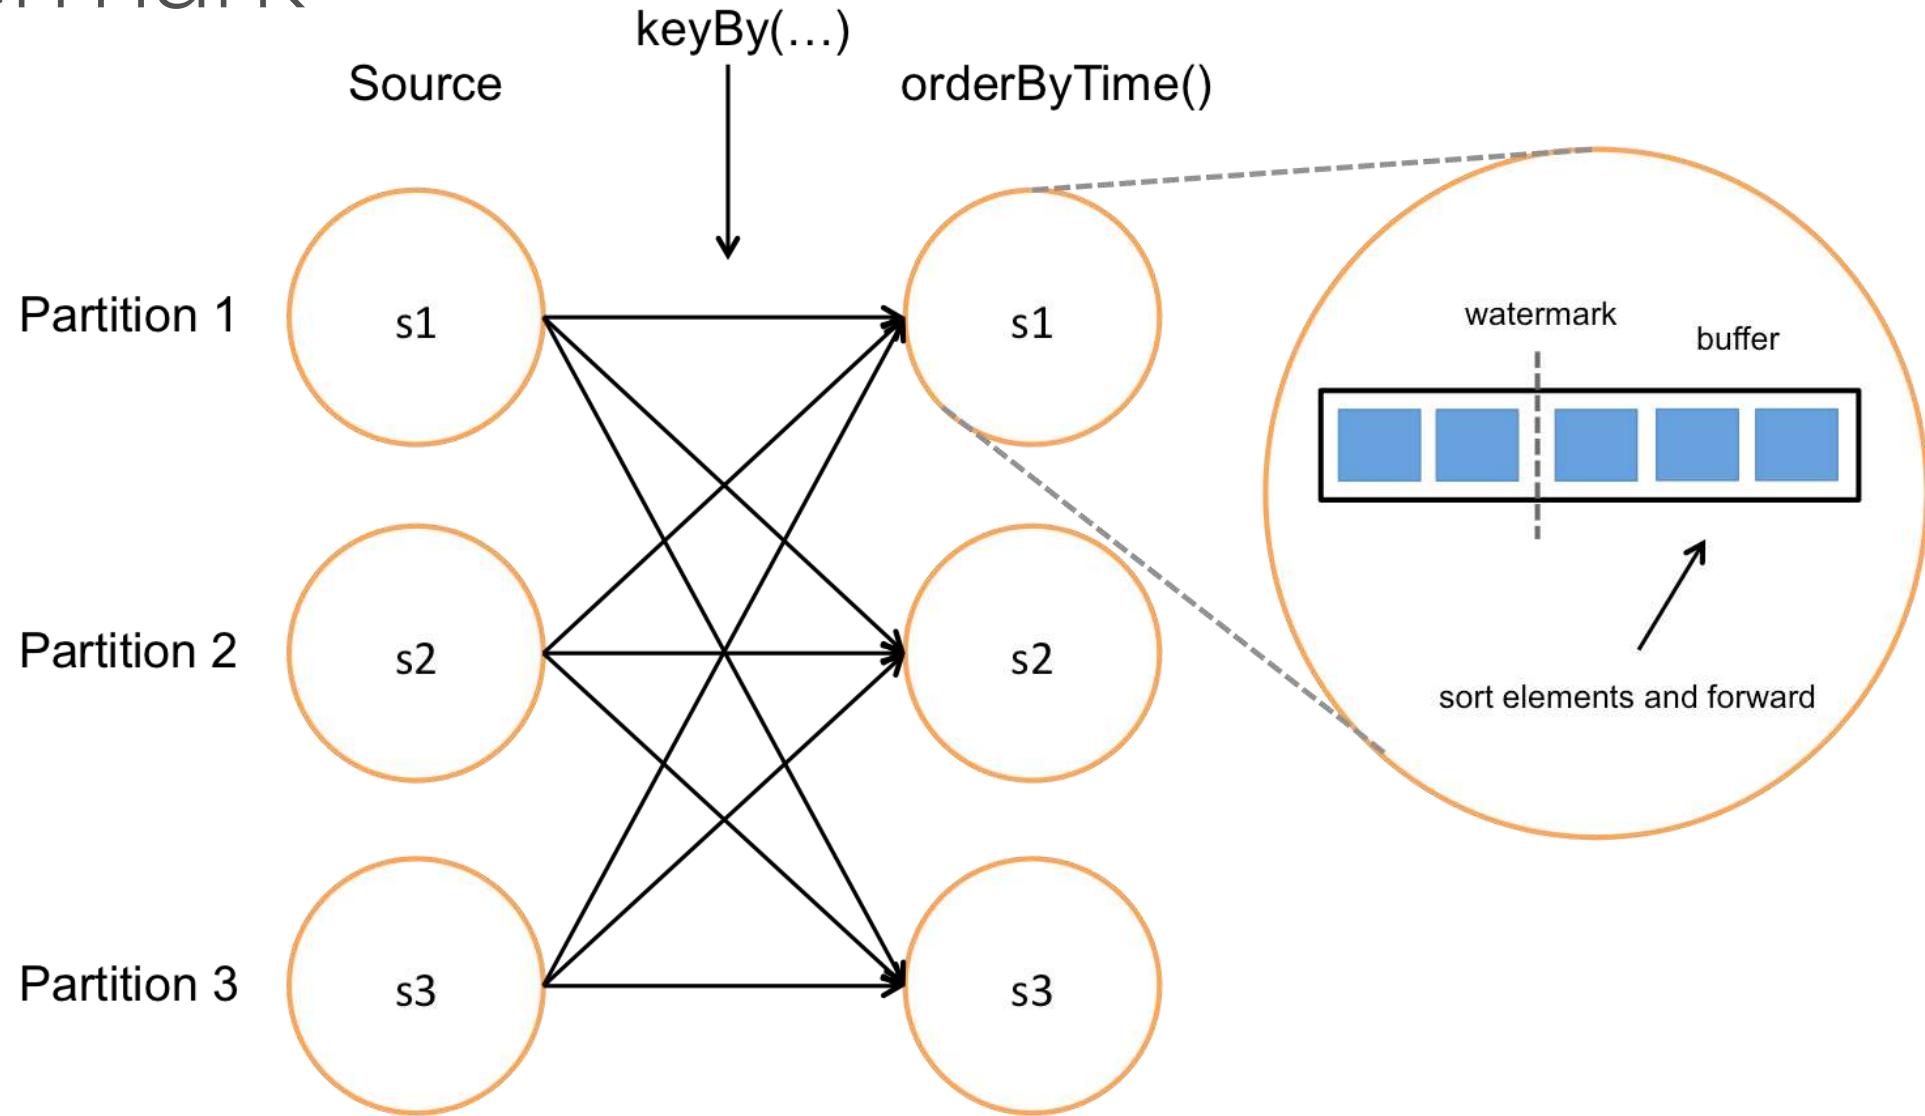 keyBy(...)
Source
orderByTime()
Partition 1
s1
s1
watermark
buffer
sort elements and forward
Partition 2
s2
s2
Partition 3
s3
s3